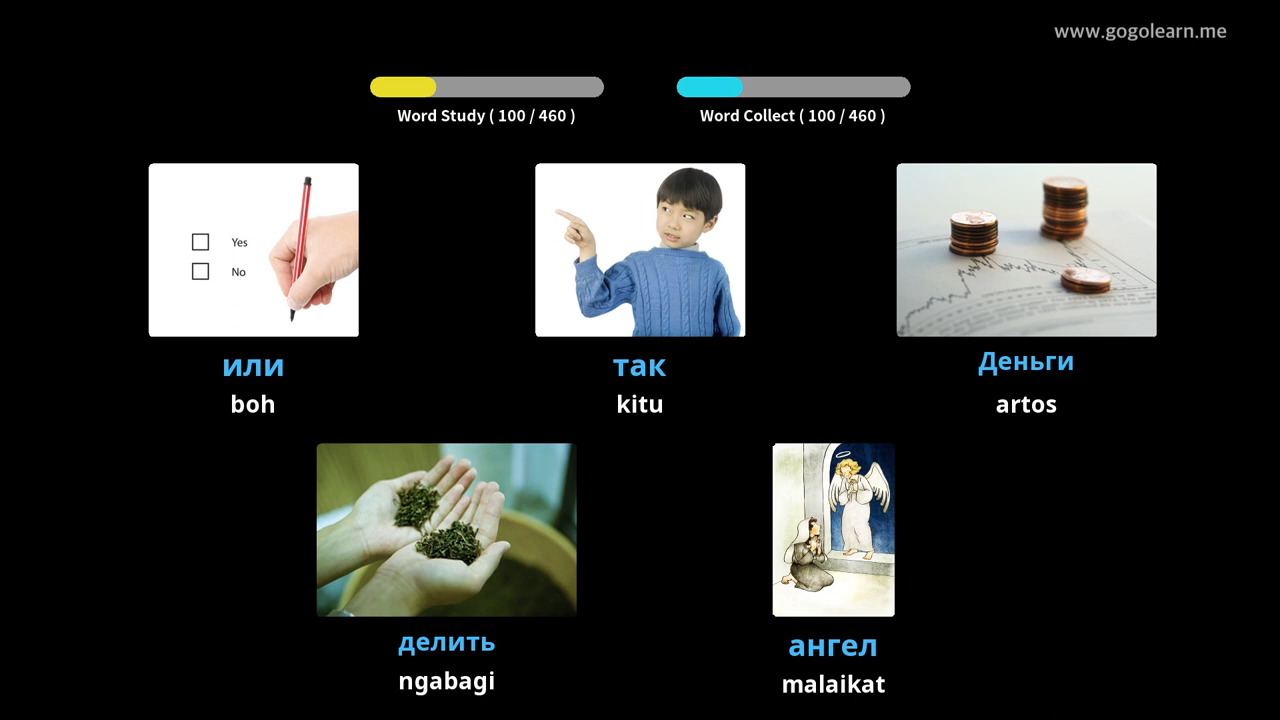 www.gogolearn.me
Word Study ( 100 / 460 )
Word Collect ( 100 / 460 )
Yes
No
или
boh
так
kitu
Деньги
artos
делить
ngabagi
ангел
malaikat